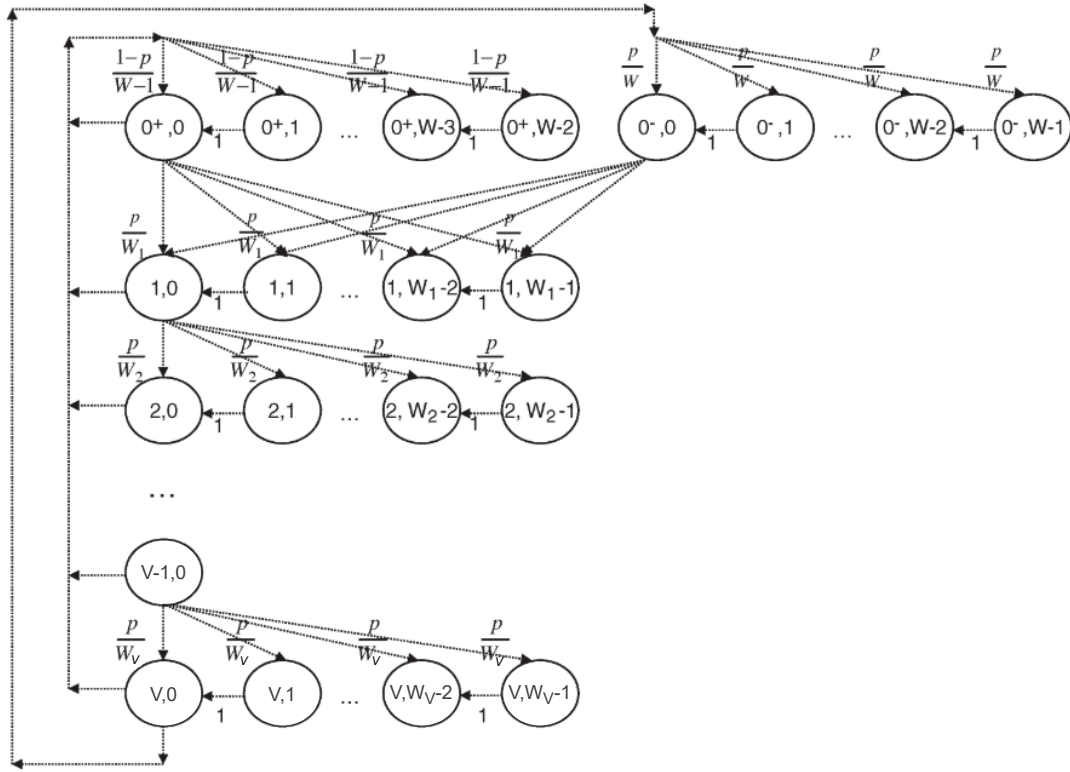 1-p/W-1 1-p/W-1 1-p/W-1 1-p/W-1 p/W p/W p/W p/W
0⁺,0 1 0⁺,1 ... 0⁺,W-3 1 0⁺,W-2 0⁻,0 1 0⁻,1 ... 0⁻,W-2 1 0⁻,W-1
p/W₁ p/W₁ p/W₁ p/W₁
1,0 1 1,1 ... 1, W₁-2 1 1, W₁-1
p/W₂ p/W₂ p/W₂ p/W₂
2,0 1 2,1 ... 2, W₂-2 1 2, W₂-1
...
V-1,0
p/Wᵥ p/Wᵥ p/Wᵥ p/Wᵥ
V,0 1 V,1 ... V,Wᵥ-2 1 V,Wᵥ-1